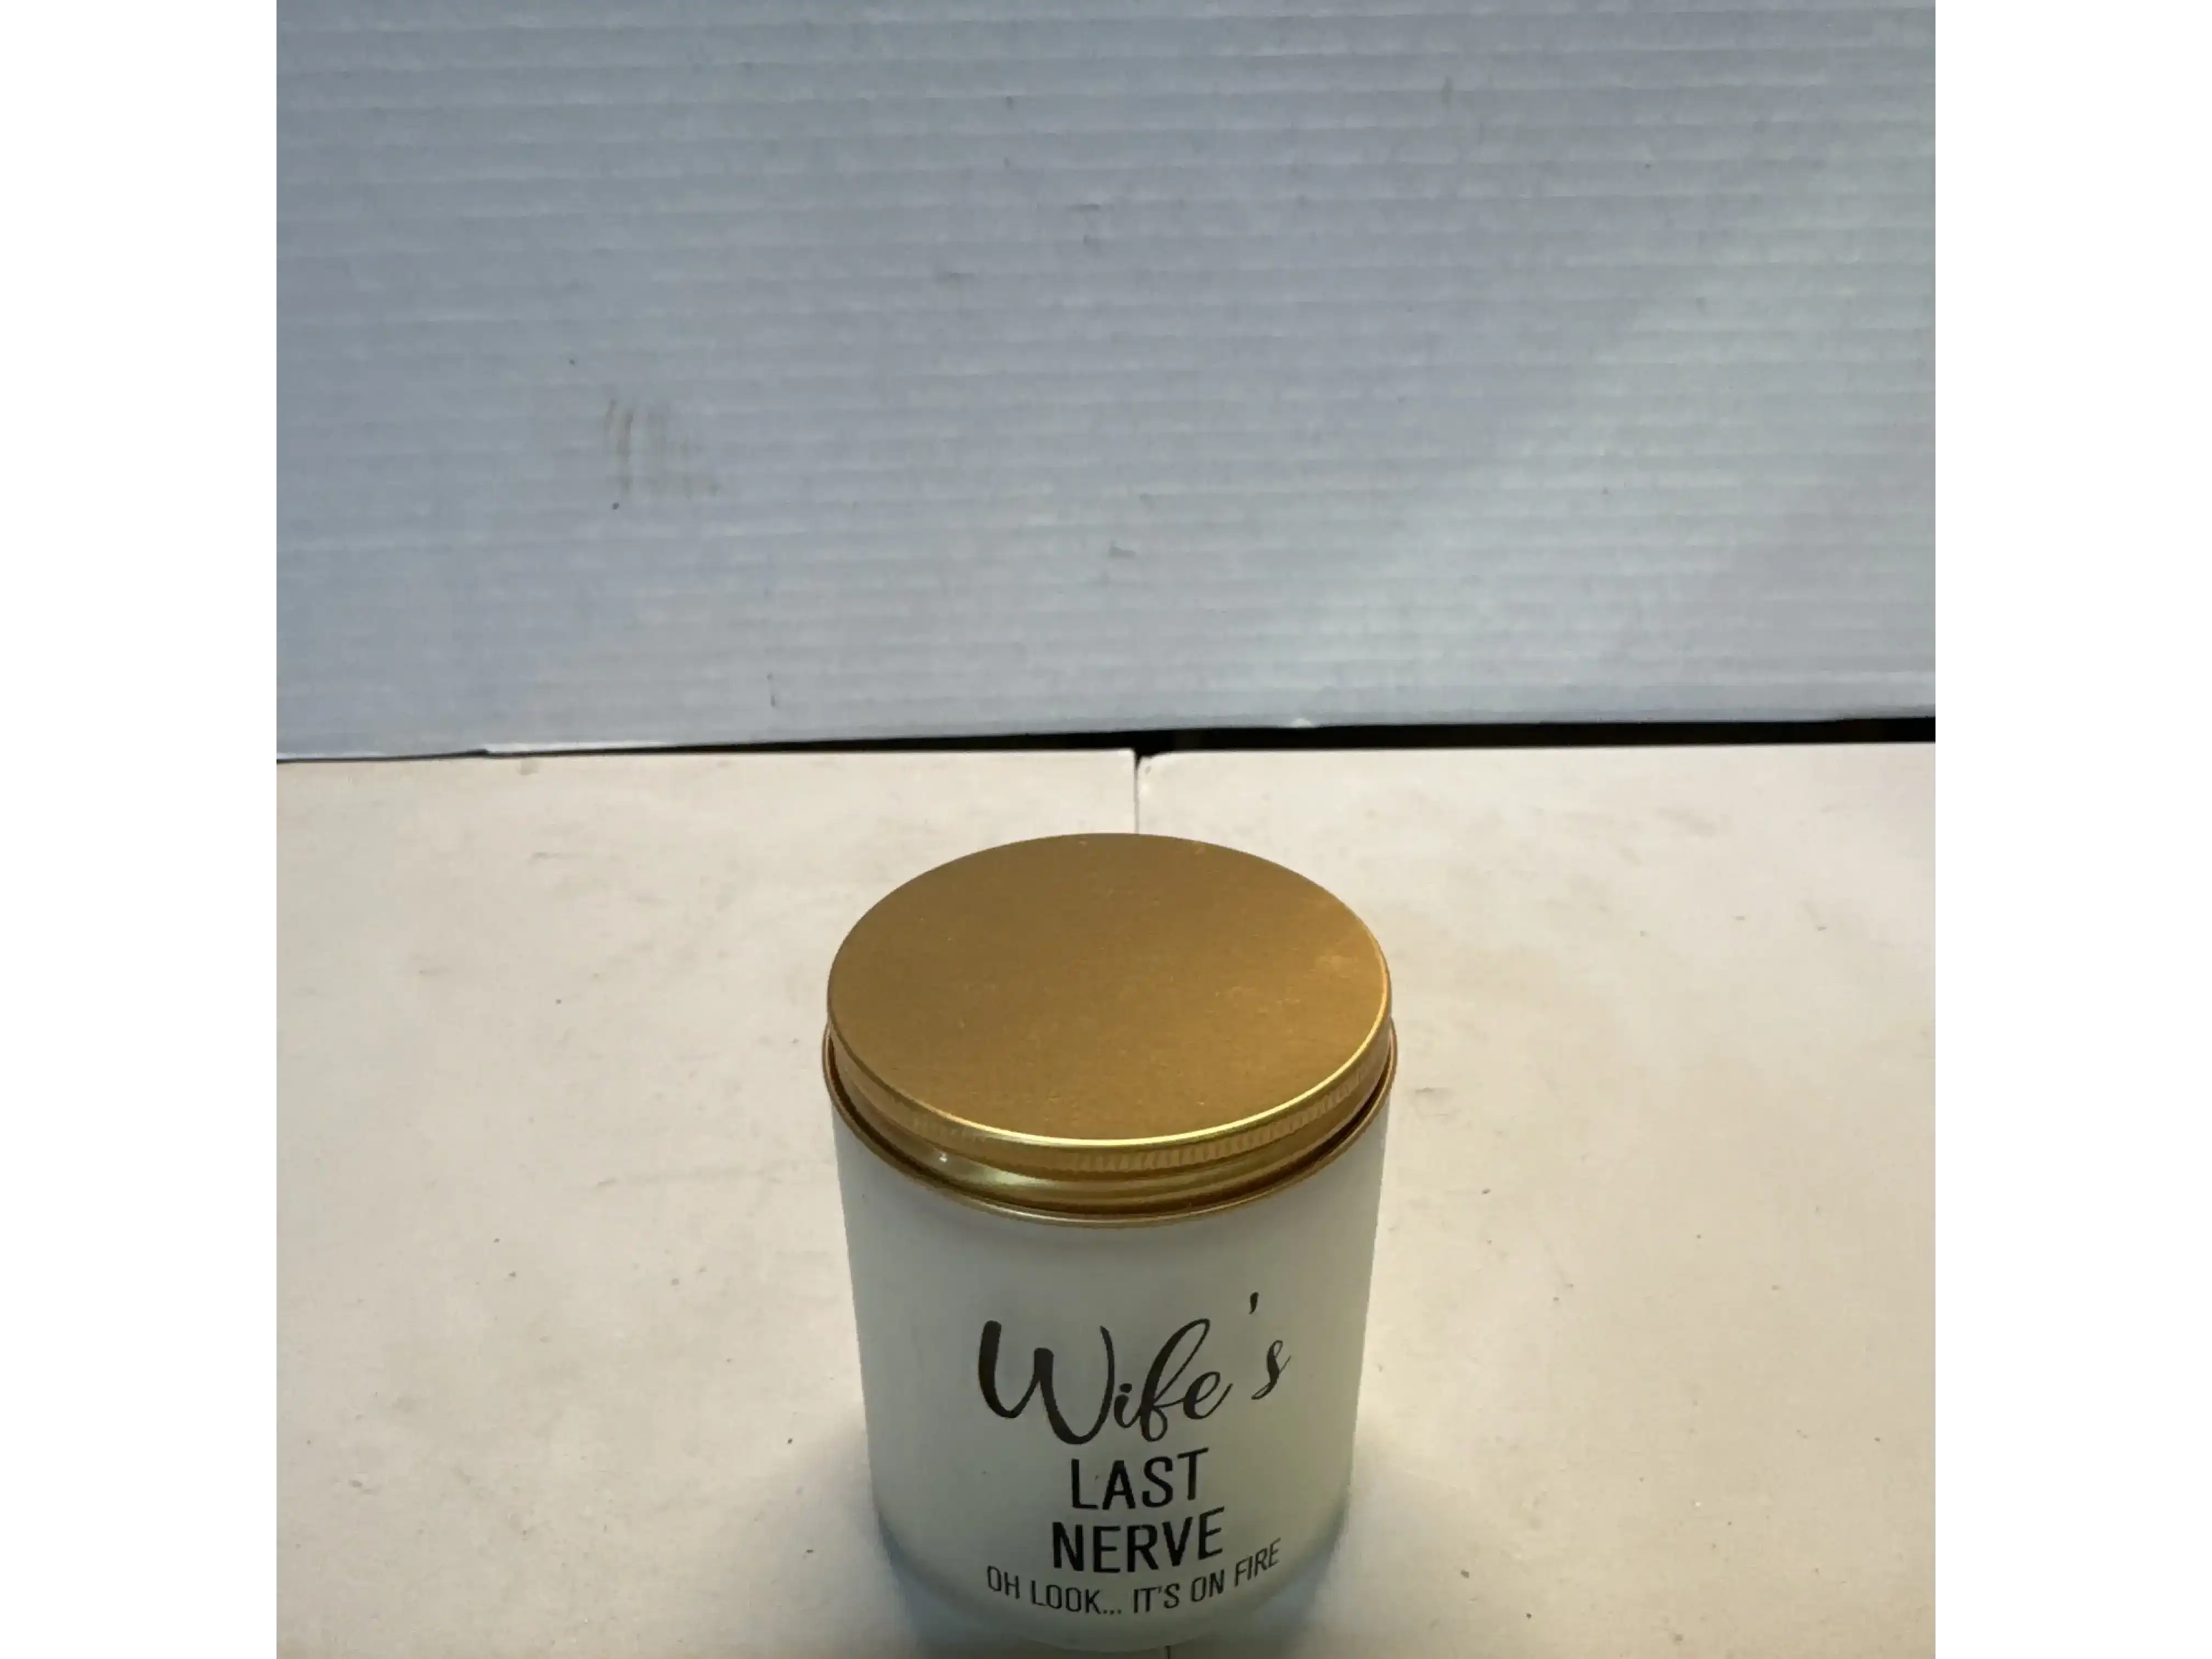 Wife's
LAST
NERVE
OH LOOK... IT'S ON FIRE